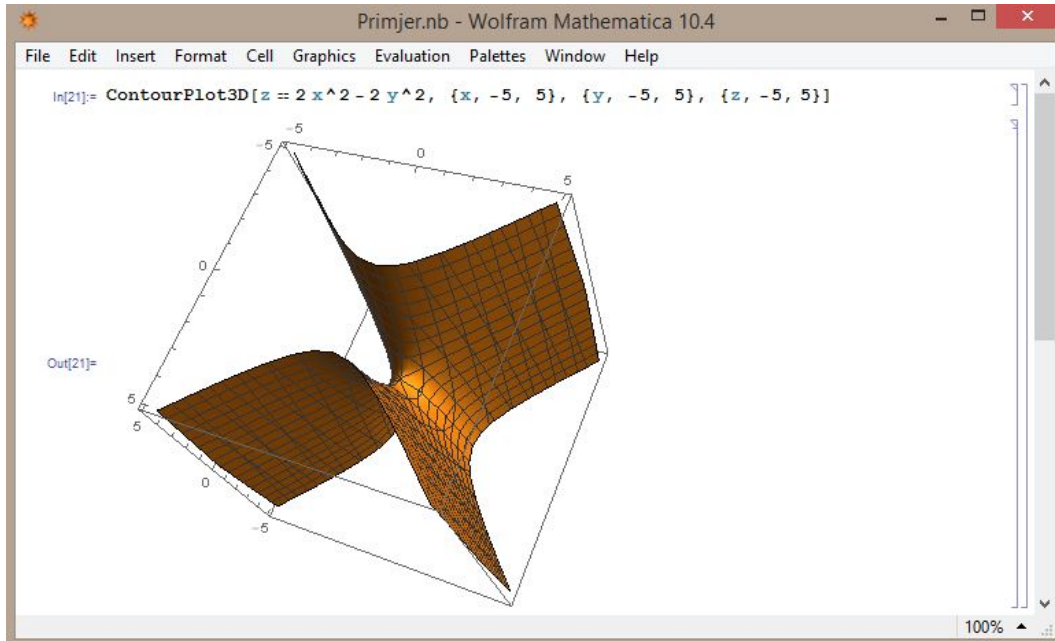 Primjer.nb - Wolfram Mathematica 10.4
File Edit Insert Format Cell Graphics Evaluation Palettes Window Help
In[21]:= ContourPlot3D[z == 2 x^2 - 2 y^2, {x, -5, 5}, {y, -5, 5}, {z, -5, 5}]
-5
-5
0
5
0
Out[21]=
5
5
0
-5
100%